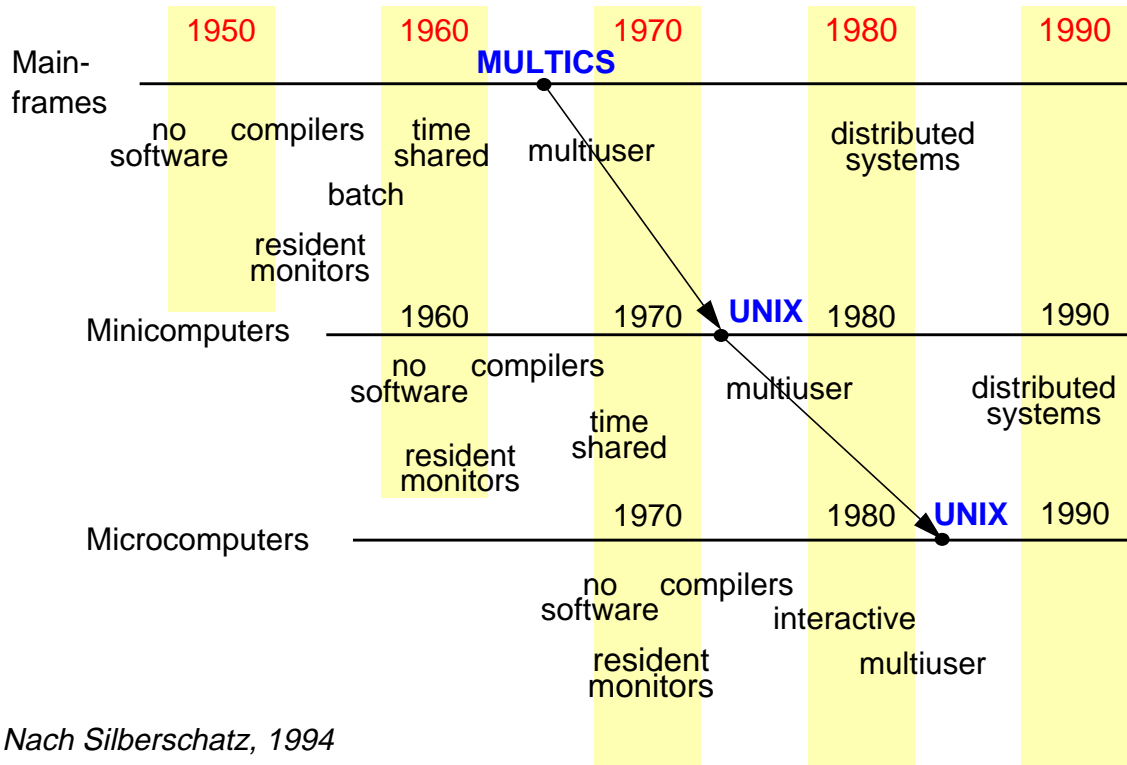 1950 1960 1970 1980 1990
Main-
frames
MULTICS
no
software
compilers
time
shared
multiuser
distributed
systems
batch
resident
monitors
Minicomputers
1960 1970 UNIX 1980 1990
no
software
compilers
multiuser
distributed
systems
time
shared
resident
monitors
Microcomputers
1970 1980 UNIX 1990
no
software
compilers
interactive
resident
monitors
multiuser
Nach Silberschatz, 1994